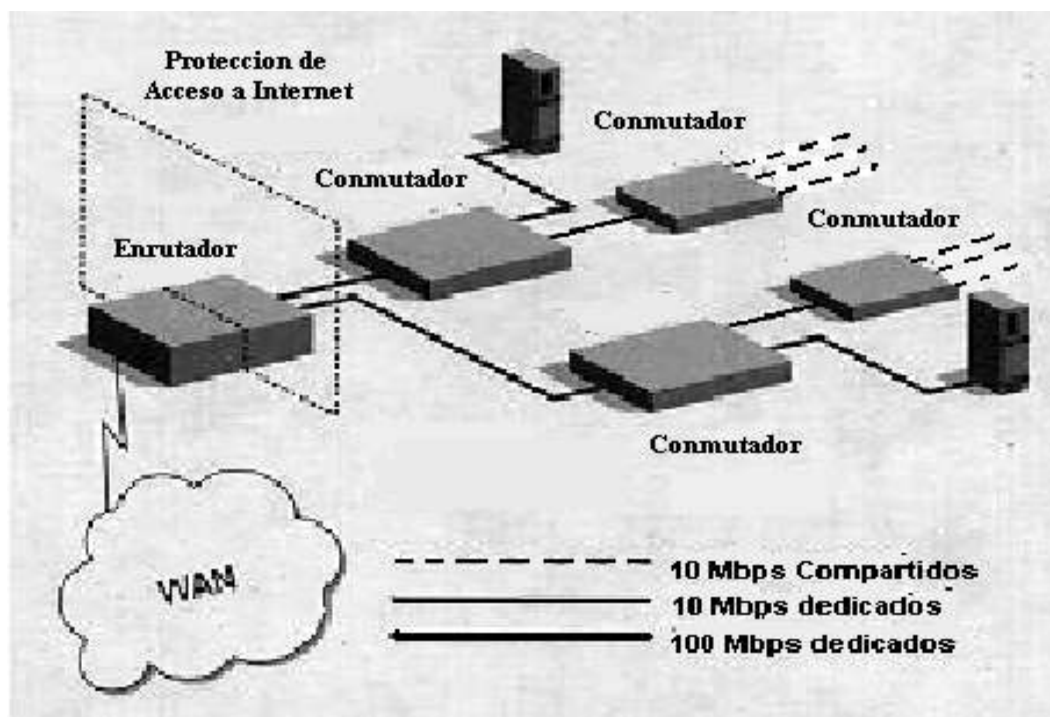 Proteccion de
Acceso a Internet
Conmutador
Conmutador
Conmutador
Enrutador
Conmutador
WAN
10 Mbps Compartidos
10 Mbps dedicados
100 Mbps dedicados